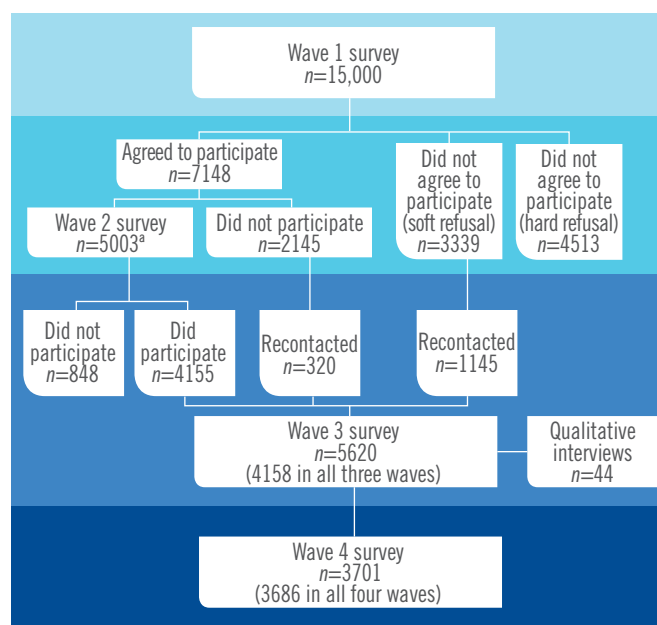 Wave 1 survey
n=15,000
Agreed to participate
n=7148
Did not
agree to
participate
(soft refusal)
n=3339
Did not
agree to
participate
(hard refusal)
n=4513
Wave 2 survey
n=5003ᵃ
Did not participate
n=2145
Did not
participate
n=848
Did
participate
n=4155
Recontacted
n=320
Recontacted
n=1145
Wave 3 survey
n=5620
(4158 in all three waves)
Qualitative
interviews
n=44
Wave 4 survey
n=3701
(3686 in all four waves)